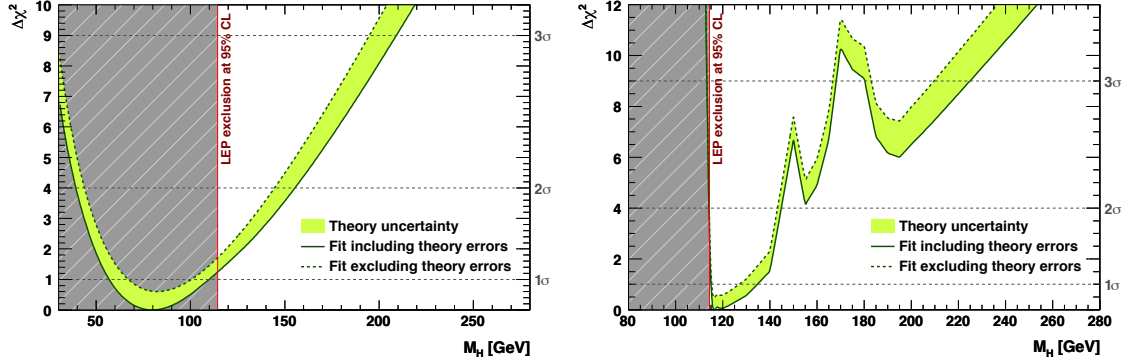 Δχ²
10
9
8
7
6
5
4
3
2
1
0
LEP exclusion at 95% CL
3σ
2σ
1σ
Theory uncertainty
Fit including theory errors
Fit excluding theory errors
50 100 150 200 250
M_H [GeV]
Δχ²
12
10
8
6
4
2
0
LEP exclusion at 95% CL
3σ
2σ
1σ
Theory uncertainty
Fit including theory errors
Fit excluding theory errors
80 100 120 140 160 180 200 220 240 260 280
M_H [GeV]